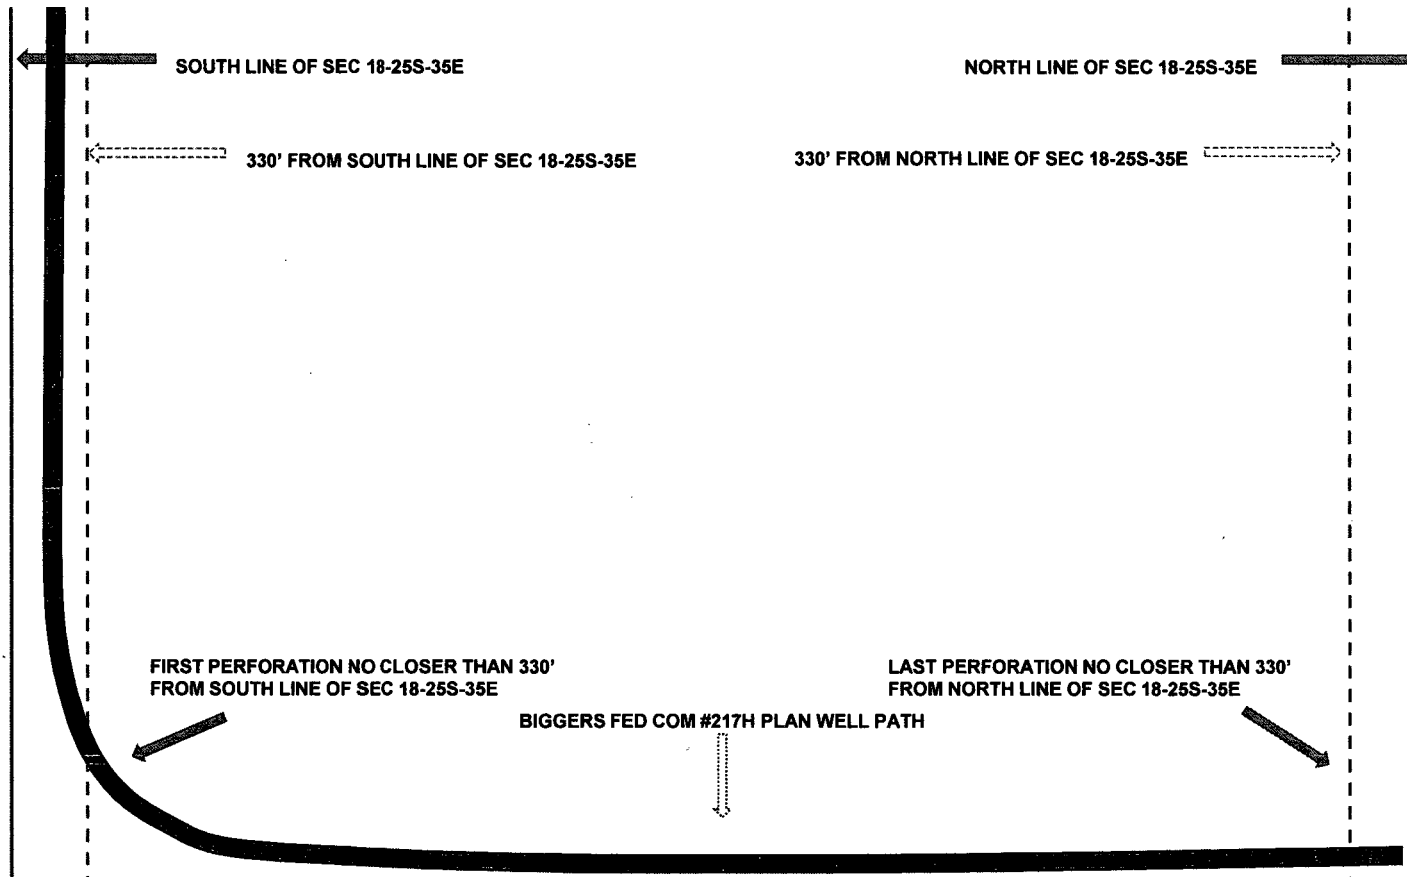 SOUTH LINE OF SEC 18-25S-35E
NORTH LINE OF SEC 18-25S-35E
330' FROM SOUTH LINE OF SEC 18-25S-35E
330' FROM NORTH LINE OF SEC 18-25S-35E
FIRST PERFORATION NO CLOSER THAN 330'
FROM SOUTH LINE OF SEC 18-25S-35E
LAST PERFORATION NO CLOSER THAN 330'
FROM NORTH LINE OF SEC 18-25S-35E
BIGGERS FED COM #217H PLAN WELL PATH